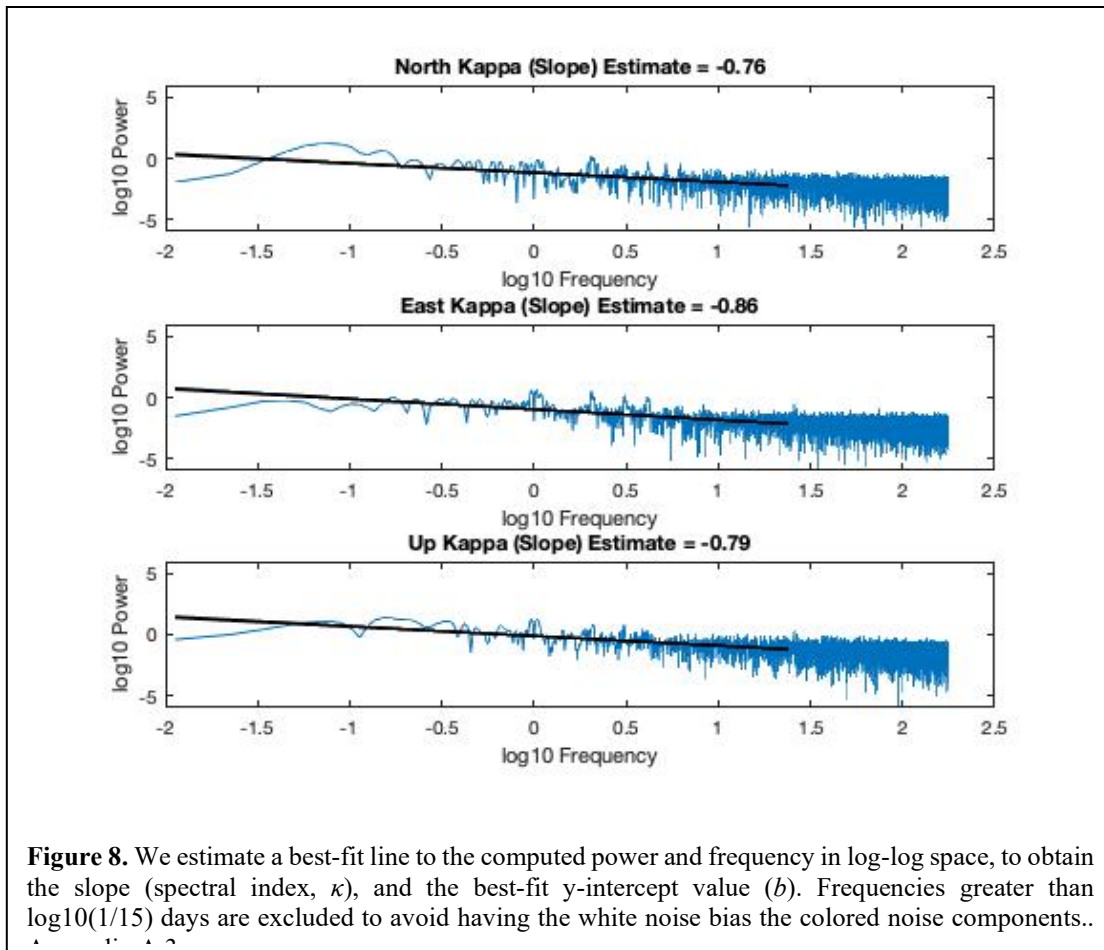 North Kappa (Slope) Estimate = -0.76
5
0
-5
log10 Power
-2 -1.5 -1 -0.5 0 0.5 1 1.5 2 2.5
log10 Frequency
East Kappa (Slope) Estimate = -0.86
5
0
-5
log10 Power
-2 -1.5 -1 -0.5 0 0.5 1 1.5 2 2.5
log10 Frequency
Up Kappa (Slope) Estimate = -0.79
5
0
-5
log10 Power
-2 -1.5 -1 -0.5 0 0.5 1 1.5 2 2.5
log10 Frequency
Figure 8. We estimate a best-fit line to the computed power and frequency in log-log space, to obtain
the slope (spectral index, κ), and the best-fit y-intercept value (b). Frequencies greater than
log10(1/15) days are excluded to avoid having the white noise bias the colored noise components..